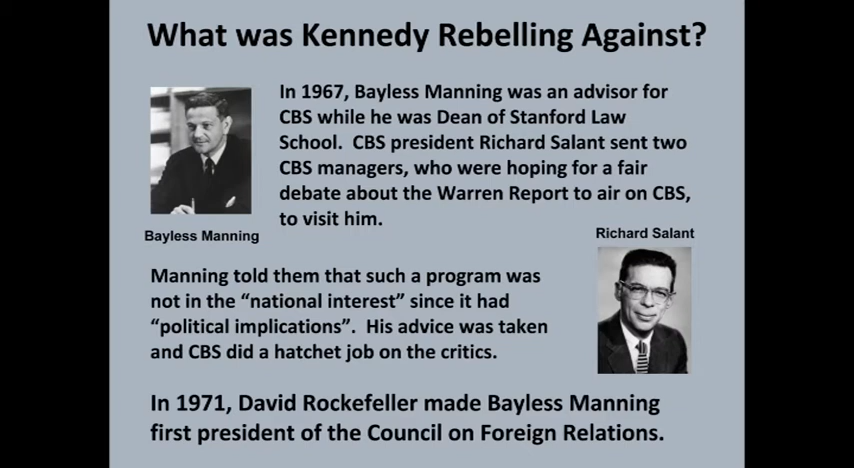 What was Kennedy Rebelling Against?
In 1967, Bayless Manning was an advisor for
CBS while he was Dean of Stanford Law
School.  CBS president Richard Salant sent two
CBS managers, who were hoping for a fair
debate about the Warren Report to air on CBS,
to visit him.
Bayless Manning
Richard Salant
Manning told them that such a program was
not in the “national interest” since it had
“political implications”.  His advice was taken
and CBS did a hatchet job on the critics.
In 1971, David Rockefeller made Bayless Manning
first president of the Council on Foreign Relations.